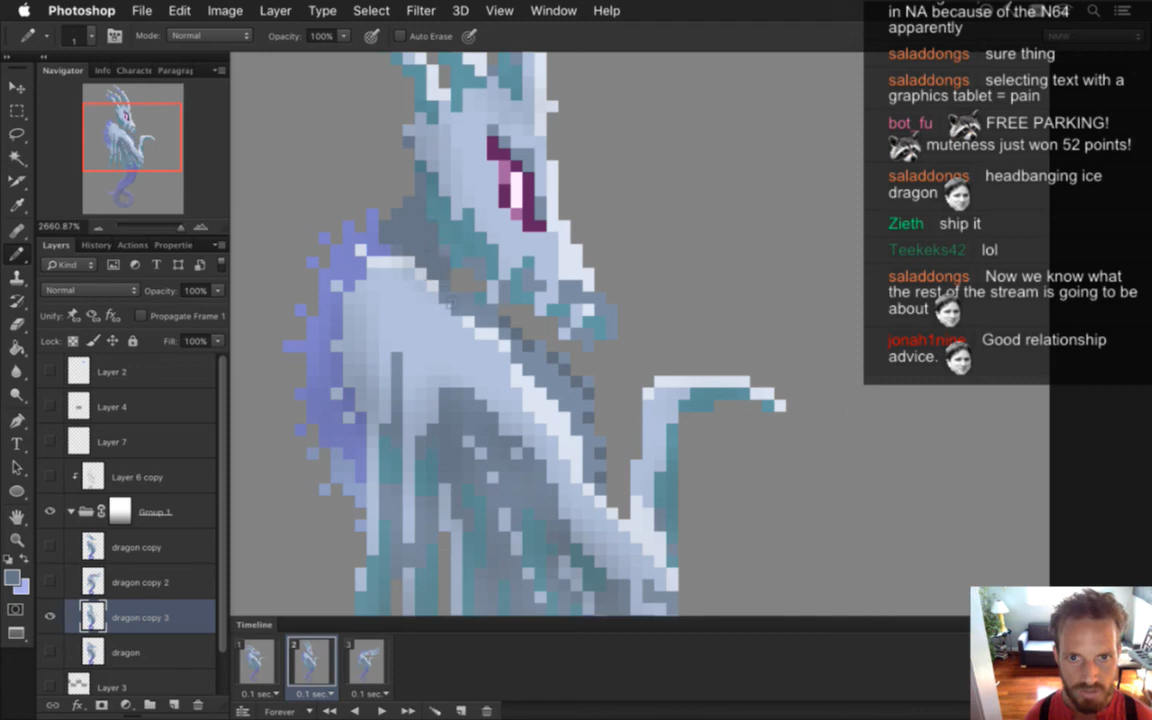 Photoshop File Edit Image Layer Type Select Filter 3D View Window Help
1 Mode: Normal Opacity: 100% Auto Erase
Navigator Info Characte Paragraj
2660.87%
Layers History Actions Propertie
Kind
Normal Opacity: 100%
Unify: Propagate Frame 1
Lock: Fill: 100%
Layer 2
Layer 4
Layer 7
Layer 6 copy
Group 1
dragon copy
dragon copy 2
dragon copy 3
dragon
Layer 3
Timeline
1 2 3
0.1 sec. 0.1 sec. 0.1 sec.
Forever
in NA because of the N64
apparently
saladdongs sure thing
saladdongs selecting text with a
graphics tablet = pain
bot_fu FREE PARKING!
muteness just won 52 points!
saladdongs headbanging ice
dragon
Zieth ship it
Teekeks42 lol
saladdongs Now we know what
the rest of the stream is going to be
about
Good relationship
advice.